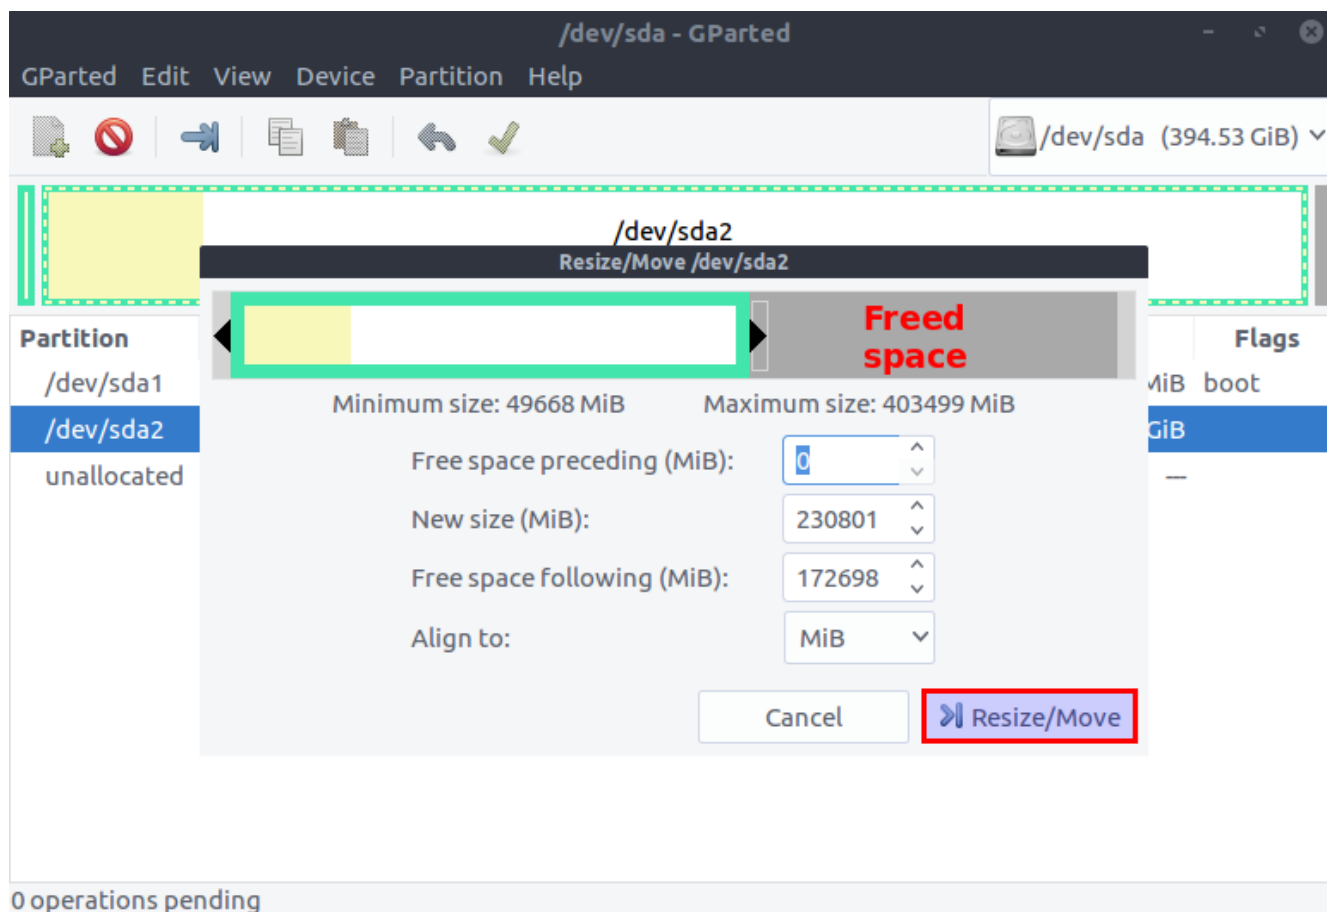 /dev/sda - GParted
GParted Edit View Device Partition Help
/dev/sda (394.53 GiB)
/dev/sda2
Resize/Move /dev/sda2
Freed
space
Partition
Flags
/dev/sda1
MiB boot
Minimum size: 49668 MiB Maximum size: 403499 MiB
/dev/sda2
GiB
Free space preceding (MiB): 0
unallocated
---
New size (MiB): 230801
Free space following (MiB): 172698
Align to: MiB
Cancel Resize/Move
0 operations pending